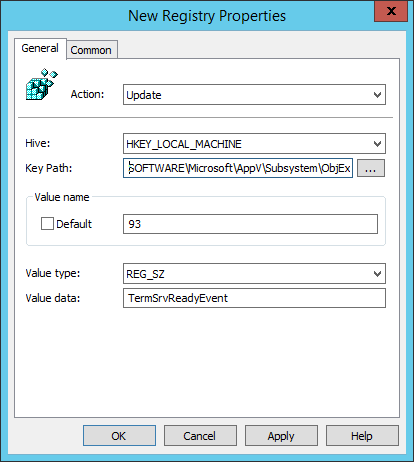 New Registry Properties
x
General Common
Action: Update
Hive: HKEY_LOCAL_MACHINE
Key Path: SOFTWARE\Microsoft\AppV\Subsystem\ObjEx ...
Value name
Default 93
Value type: REG_SZ
Value data: TermSrvReadyEvent
OK Cancel Apply Help